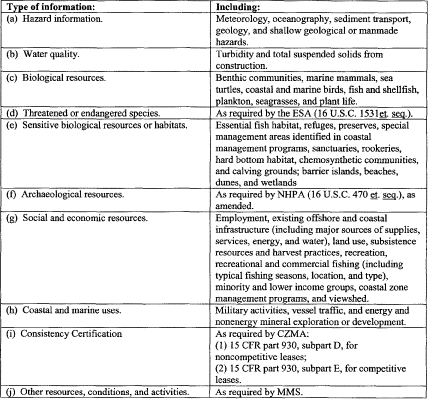 Type of information: Including:
(a) Hazard information. Meteorology, oceanography, sediment transport,
geology, and shallow geological or manmade
hazards.
(b) Water quality. Turbidity and total suspended solids from
construction.
(c) Biological resources. Benthic communities, marine mammals, sea
turtles, coastal and marine birds, fish and shellfish,
plankton, seagrasses, and plant life.
(d) Threatened or endangered species. As required by the ESA (16 U.S.C. 1531et. seq.).
(e) Sensitive biological resources or habitats. Essential fish habitat, refuges, preserves, special
management areas identified in coastal
management programs, sanctuaries, rookeries,
hard bottom habitat, chemosynthetic communities,
and calving grounds; barrier islands, beaches,
dunes, and wetlands
(f) Archaeological resources. As required by NHPA (16 U.S.C. 470 et. seq.), as
amended.
(g) Social and economic resources. Employment, existing offshore and coastal
infrastructure (including major sources of supplies,
services, energy, and water), land use, subsistence
resources and harvest practices, recreation,
recreational and commercial fishing (including
typical fishing seasons, location, and type),
minority and lower income groups, coastal zone
management programs, and viewshed.
(h) Coastal and marine uses. Military activities, vessel traffic, and energy and
nonenergy mineral exploration or development.
(i) Consistency Certification As required by CZMA:
(1) 15 CFR part 930, subpart D, for
noncompetitive leases;
(2) 15 CFR part 930, subpart E, for competitive
leases.
(j) Other resources, conditions, and activities. As required by MMS.